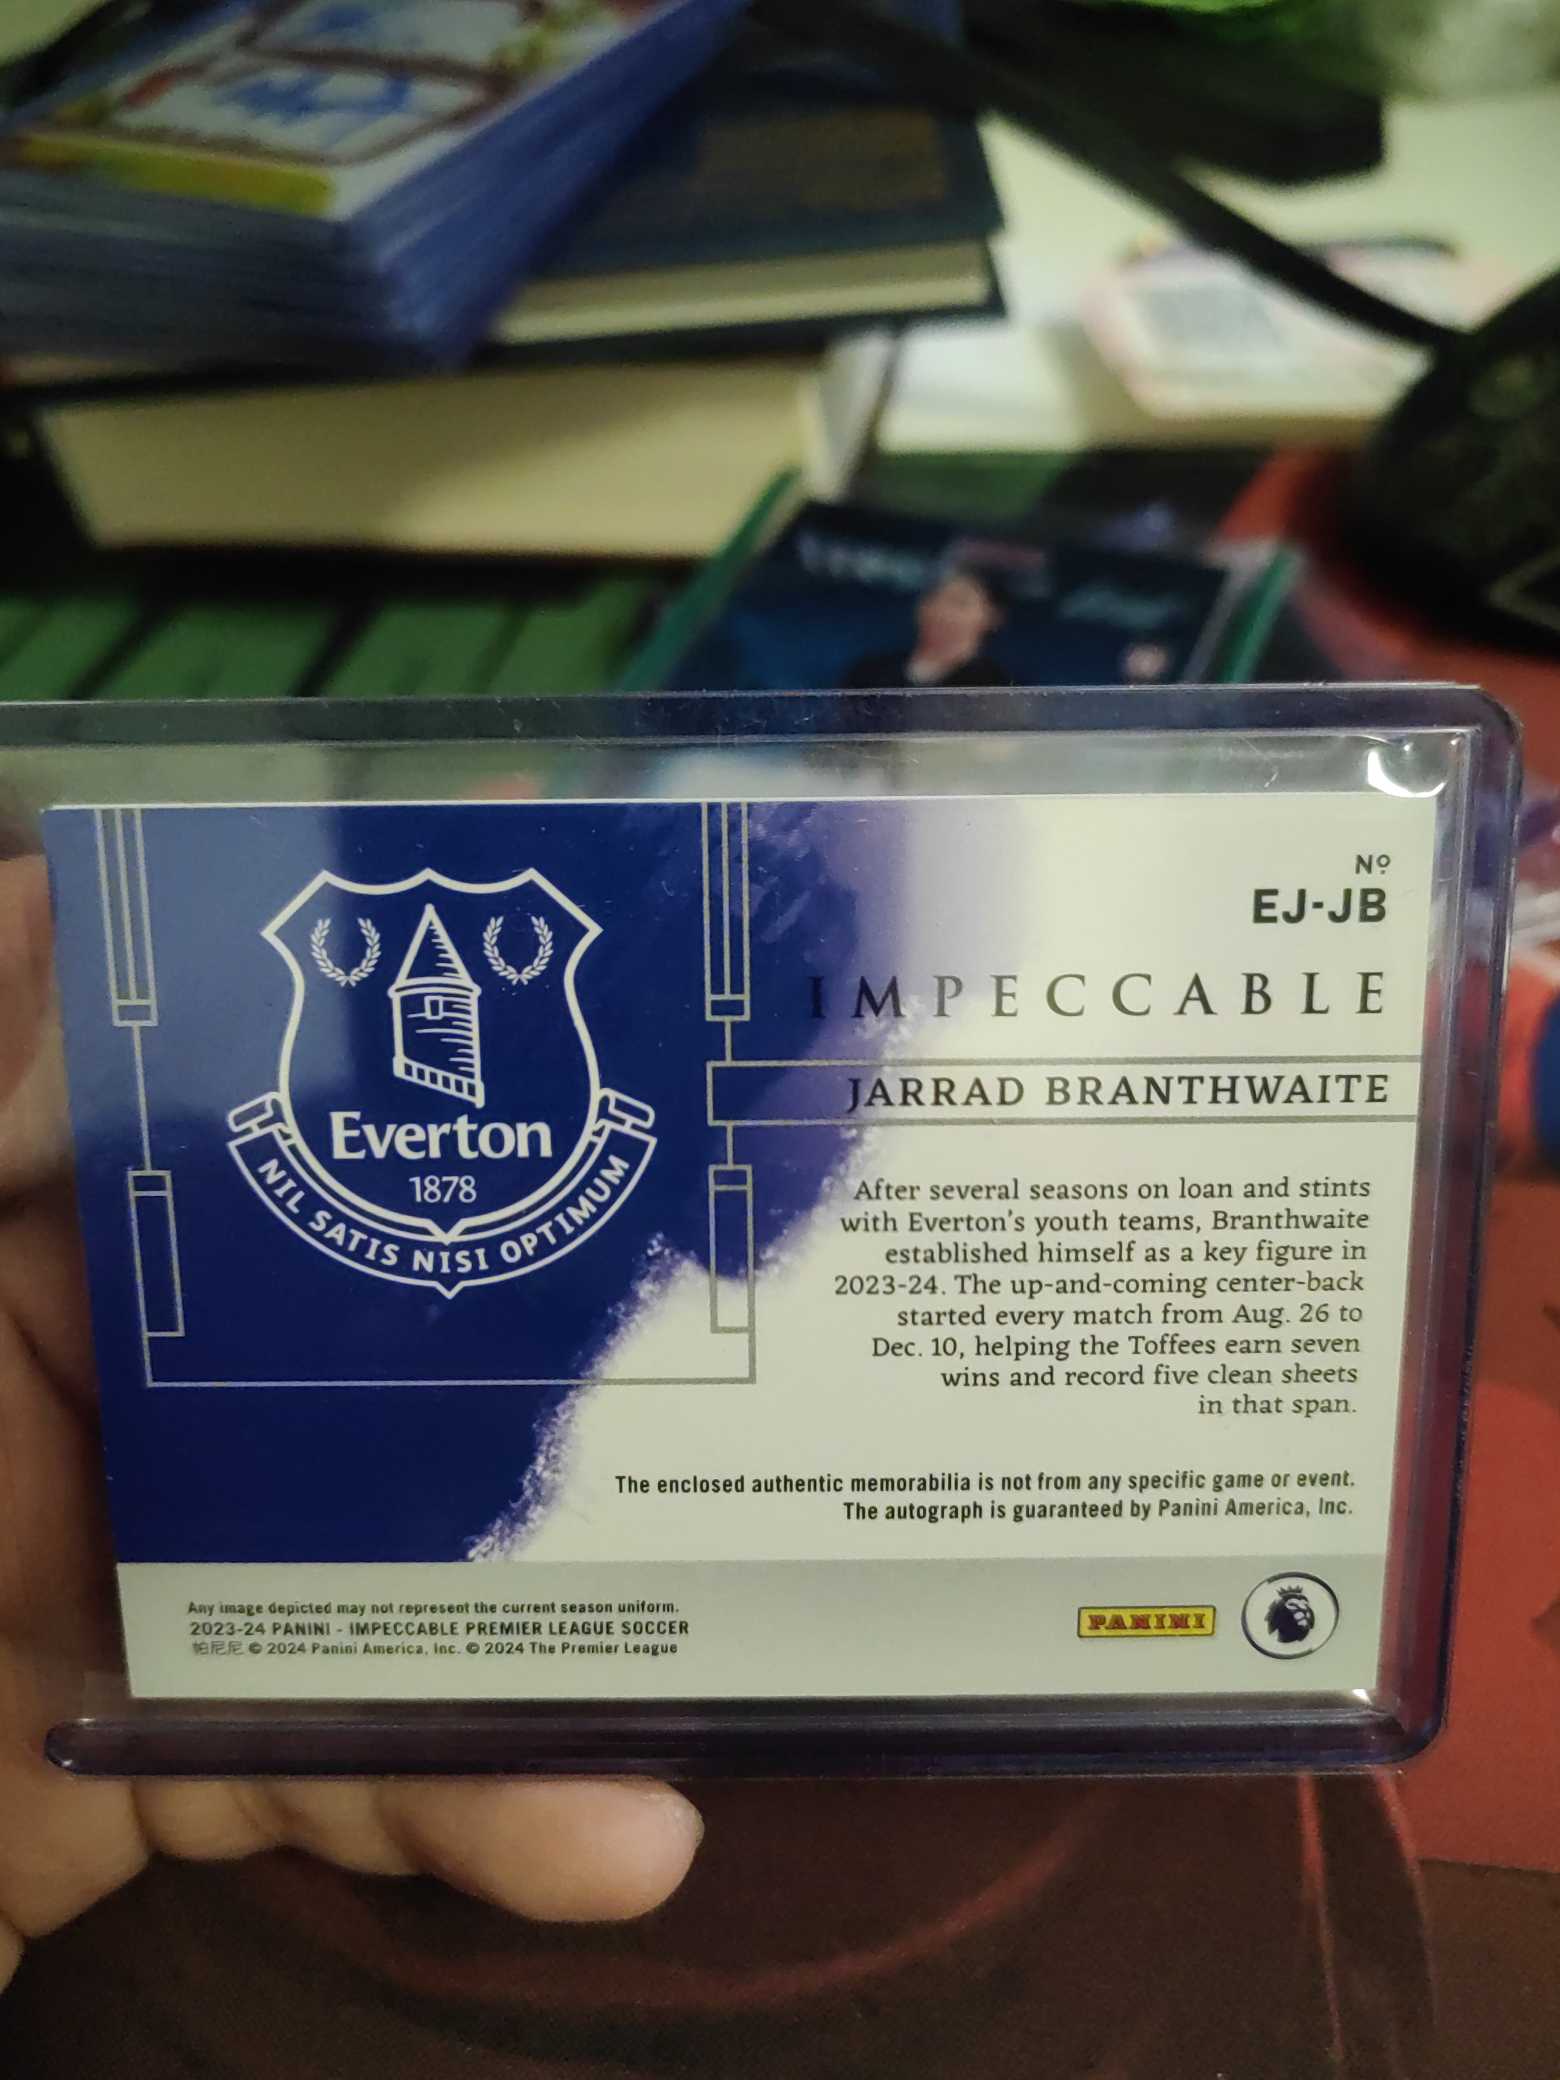 Everton
1878
NIL SATIS NISI OPTIMUM
Nº
EJ-JB
IMPECCABLE
JARRAD BRANTHWAITE
After several seasons on loan and stints
with Everton's youth teams, Branthwaite
established himself as a key figure in
2023-24. The up-and-coming center-back
started every match from Aug. 26 to
Dec. 10, helping the Toffees earn seven
wins and record five clean sheets
in that span.
The enclosed authentic memorabilia is not from any specific game or event.
The autograph is guaranteed by Panini America, Inc.
Any image depicted may not represent the current season uniform.
2023-24 PANINI - IMPECCABLE PREMIER LEAGUE SOCCER
帕尼尼 © 2024 Panini America, Inc. © 2024 The Premier League
PANINI